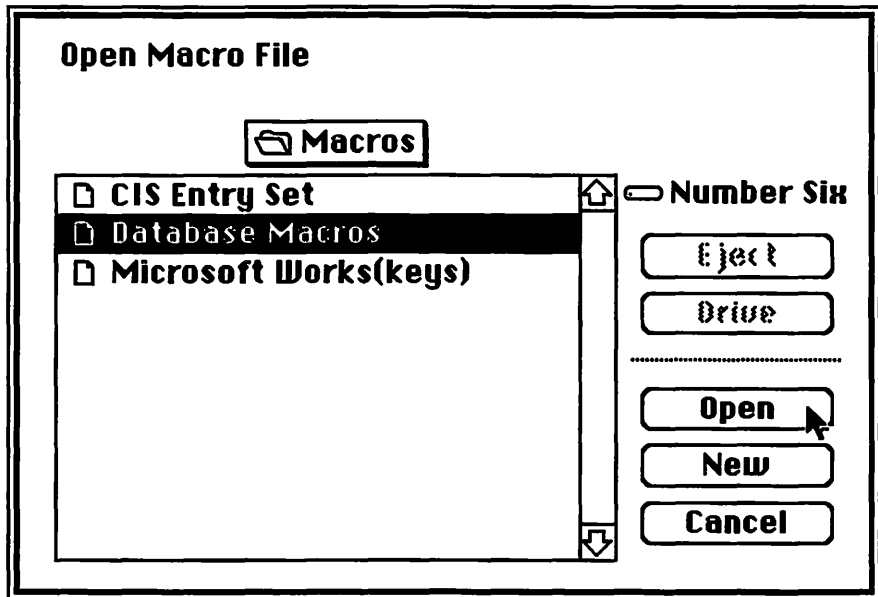 Open Macro File
Macros
CIS Entry Set
Database Macros
Microsoft Works(keys)
Number Six
Eject
Drive
Open
New
Cancel